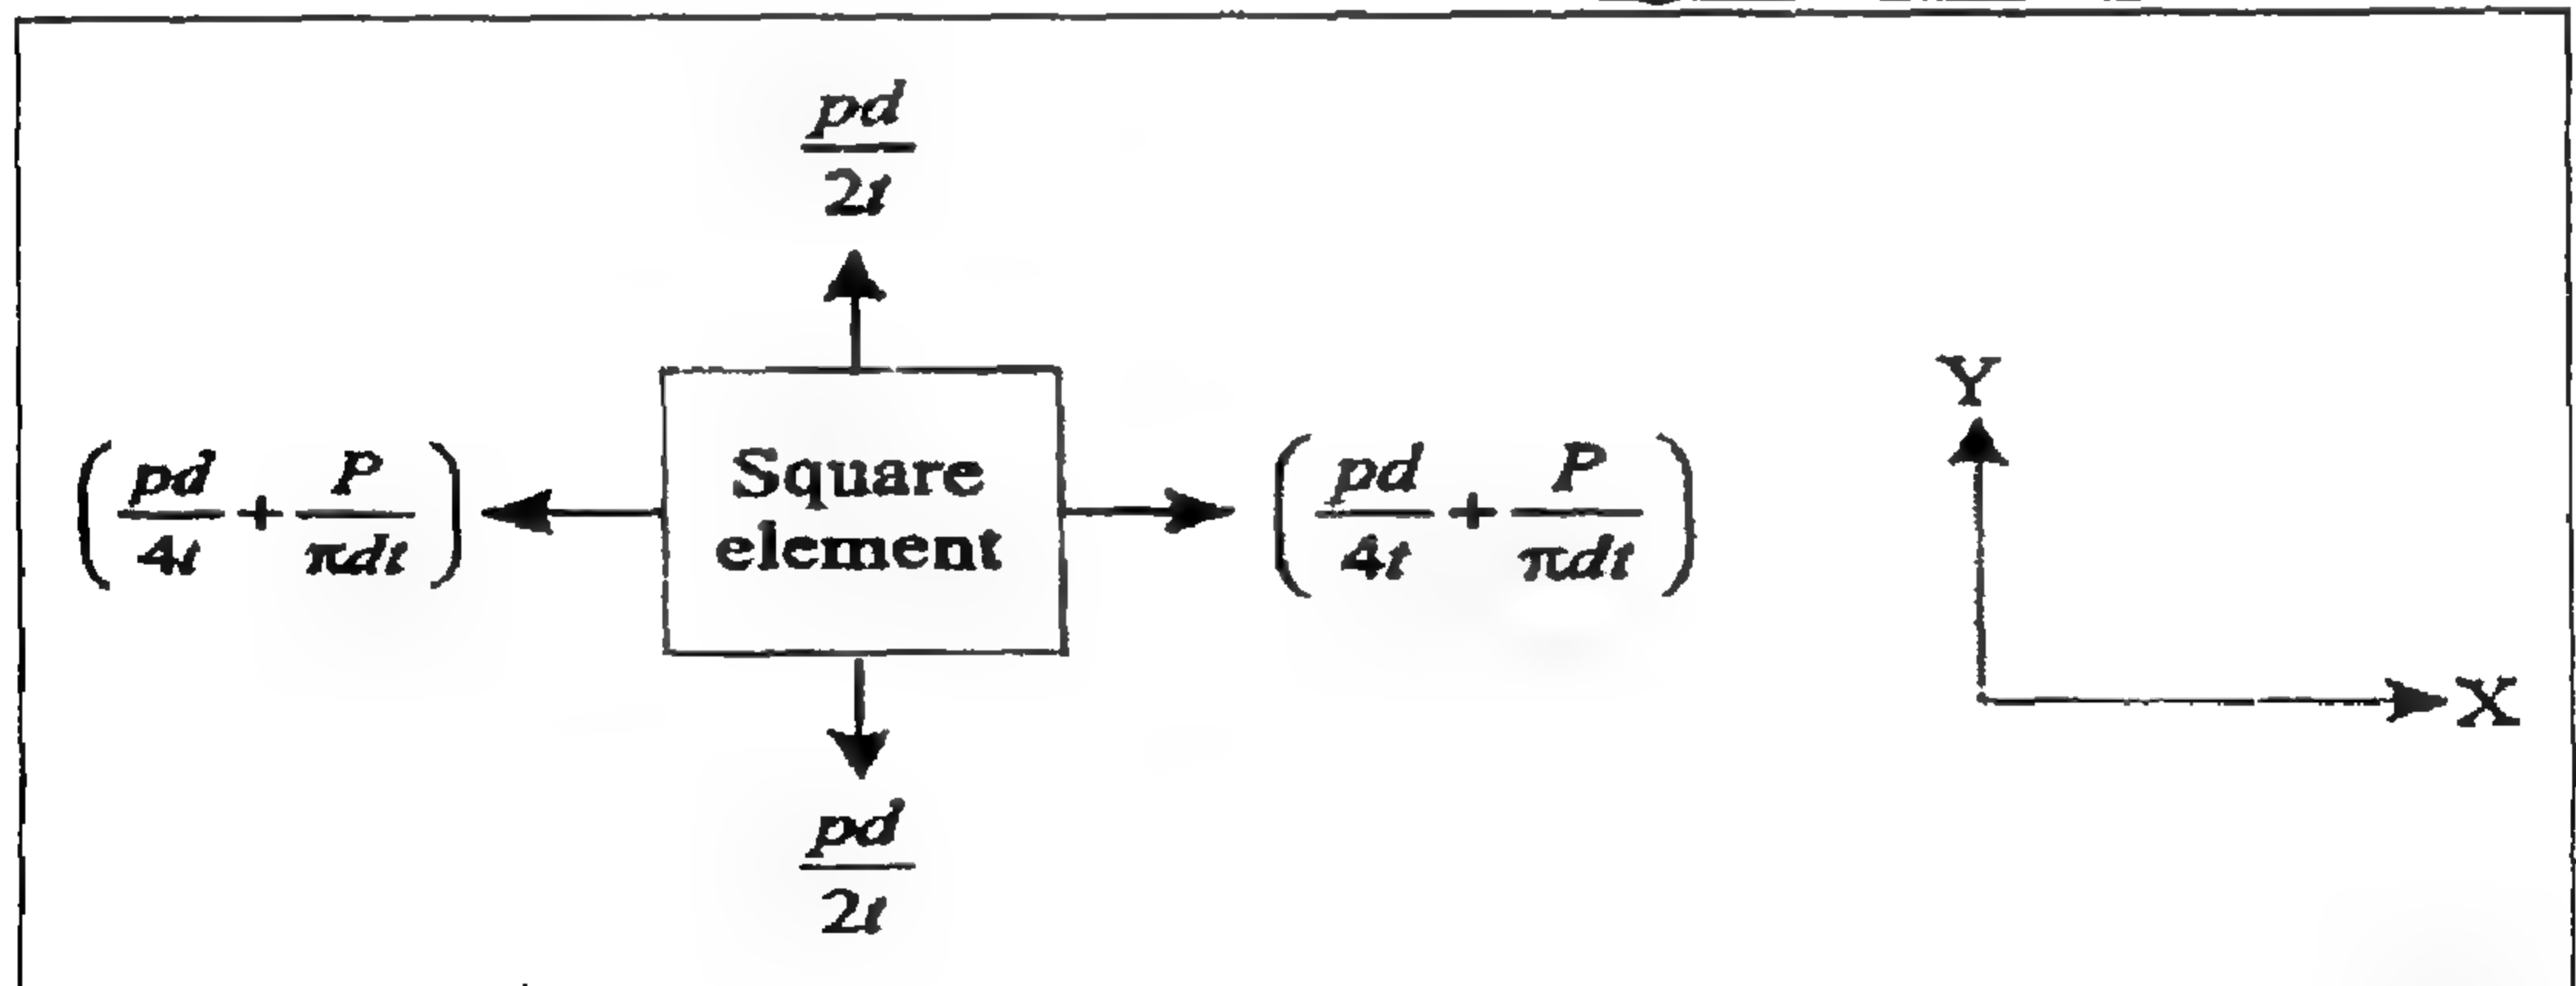 pd
2t
Y
(pd/4t + P/πdt)
Square
element
(pd/4t + P/πdt)
X
pd
2t